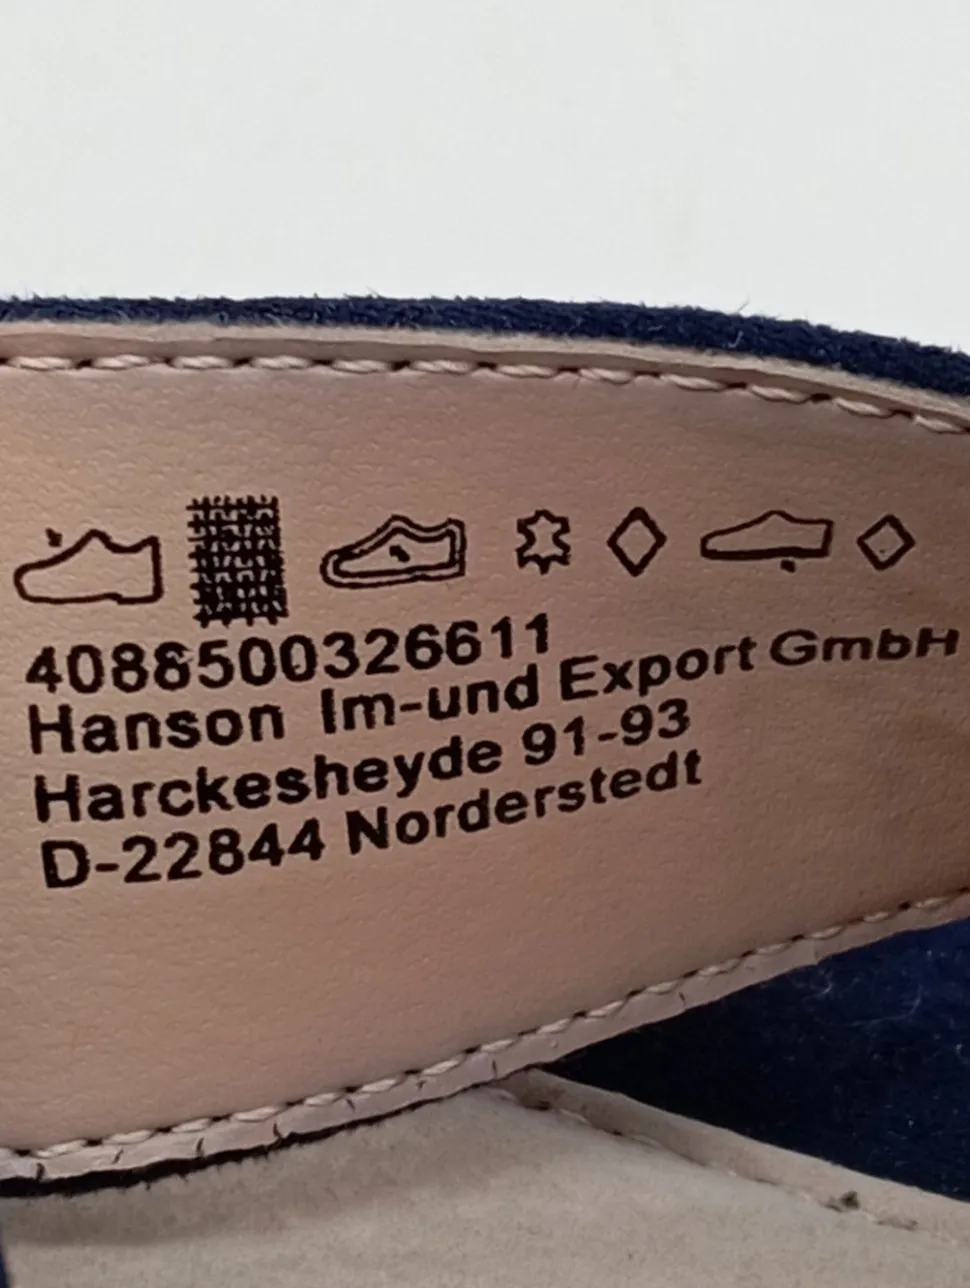 4088500326611
Hanson Im-und Export GmbH
Harckesheyde 91-93
D-22844 Norderstedt